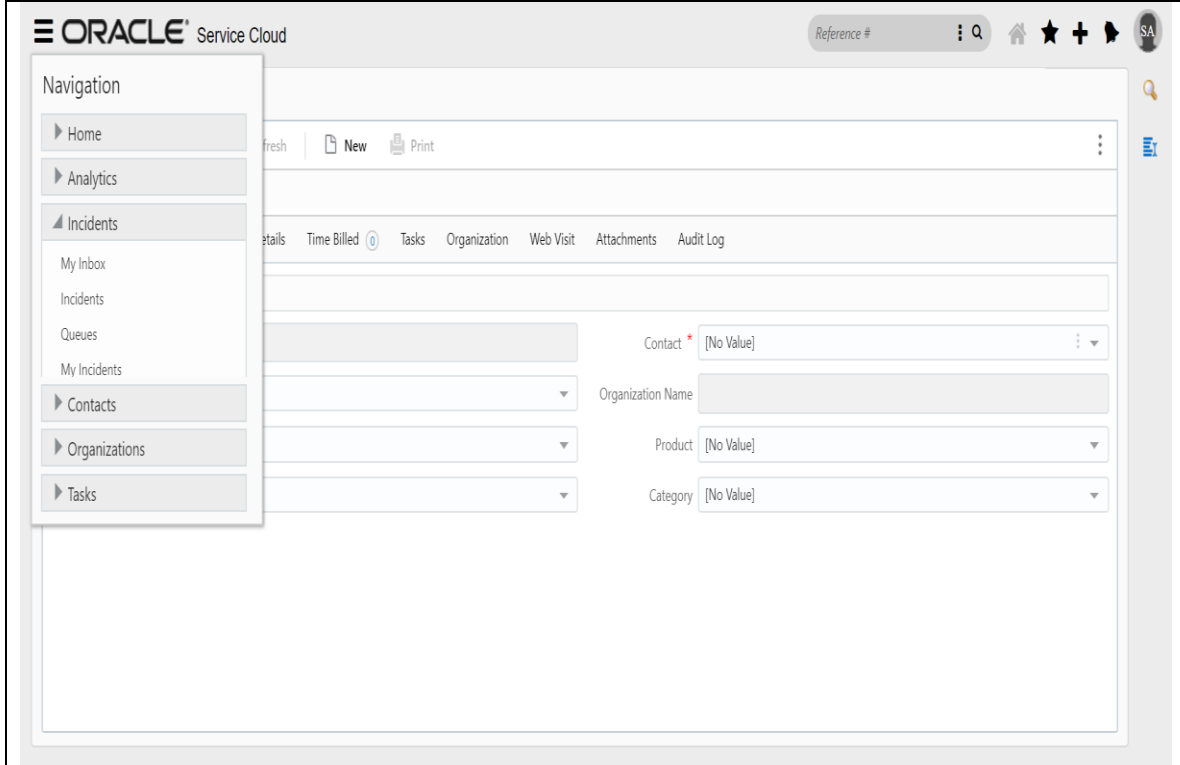 ORACLE Service Cloud
Reference #
SA
Navigation
Home
Analytics
Incidents
My Inbox
Incidents
Queues
My Incidents
Contacts
Organizations
Tasks
fresh New Print
etails Time Billed 0 Tasks Organization Web Visit Attachments Audit Log
Contact * [No Value]
Organization Name
Product [No Value]
Category [No Value]